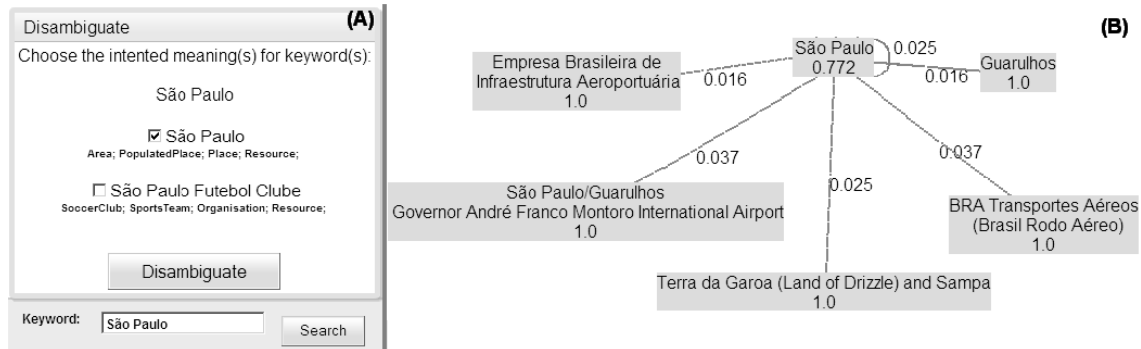 Disambiguate
(A)
Choose the intented meaning(s) for keyword(s):
São Paulo
São Paulo
Area; PopulatedPlace; Place; Resource;
São Paulo Futebol Clube
SoccerClub; SportsTeam; Organisation; Resource;
Disambiguate
Keyword:
São Paulo
Search
(B)
São Paulo
0.772
0.025
Empresa Brasileira de
Infraestrutura Aeroportuária
1.0
0.016
0.016
Guarulhos
1.0
0.037
0.025
0.037
São Paulo/Guarulhos
Governor André Franco Montoro International Airport
1.0
BRA Transportes Aéreos
(Brasil Rodo Aéreo)
1.0
Terra da Garoa (Land of Drizzle) and Sampa
1.0